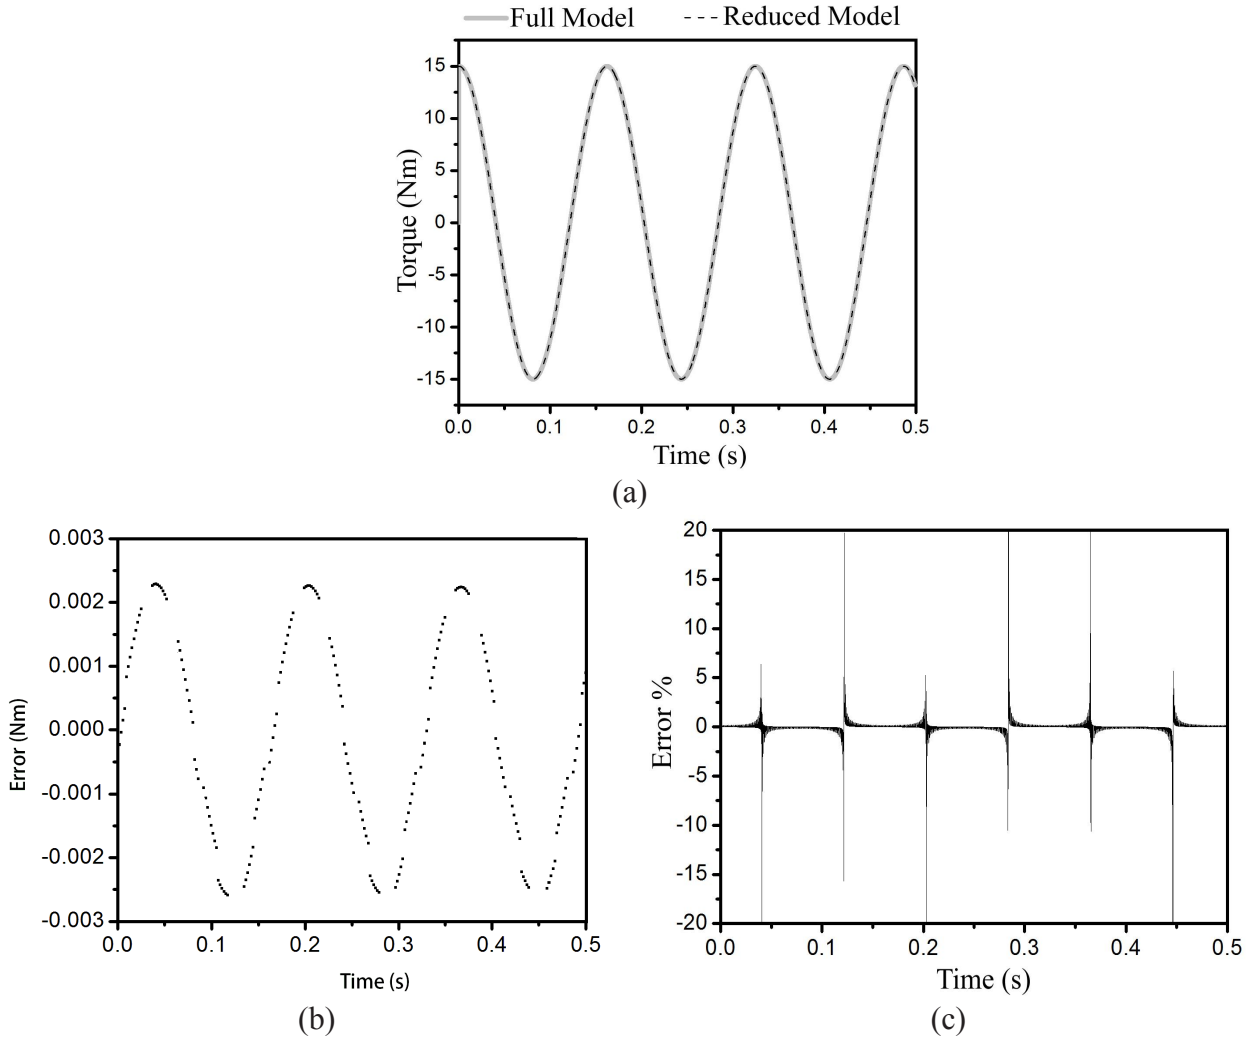 Full Model --- Reduced Model
15
10
5
0
-5
-10
-15
Torque (Nm)
0.0 0.1 0.2 0.3 0.4 0.5
Time (s)
(a)
0.003
0.002
0.001
0.000
-0.001
-0.002
-0.003
Error (Nm)
0.0 0.1 0.2 0.3 0.4 0.5
Time (s)
(b)
20
15
10
5
0
-5
-10
-15
-20
Error %
0.0 0.1 0.2 0.3 0.4 0.5
Time (s)
(c)